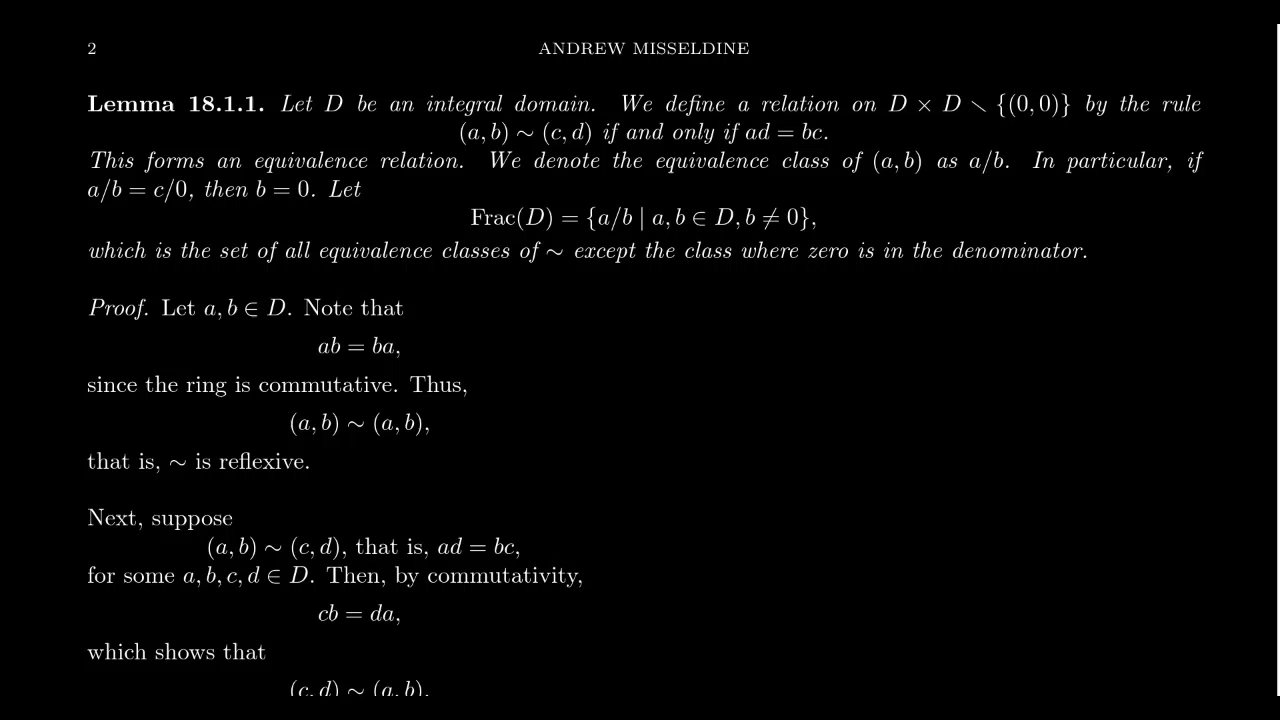 2 ANDREW MISSELDINE
Lemma 18.1.1. Let D be an integral domain. We define a relation on D × D ∖ {(0, 0)} by the rule
(a, b) ∼ (c, d) if and only if ad = bc.
This forms an equivalence relation. We denote the equivalence class of (a, b) as a/b. In particular, if
a/b = c/0, then b = 0. Let
Frac(D) = {a/b | a, b ∈ D, b ≠ 0},
which is the set of all equivalence classes of ∼ except the class where zero is in the denominator.
Proof. Let a, b ∈ D. Note that
ab = ba,
since the ring is commutative. Thus,
(a, b) ∼ (a, b),
that is, ∼ is reflexive.
Next, suppose
(a, b) ∼ (c, d), that is, ad = bc,
for some a, b, c, d ∈ D. Then, by commutativity,
cb = da,
which shows that
(c, d) ∼ (a, b).